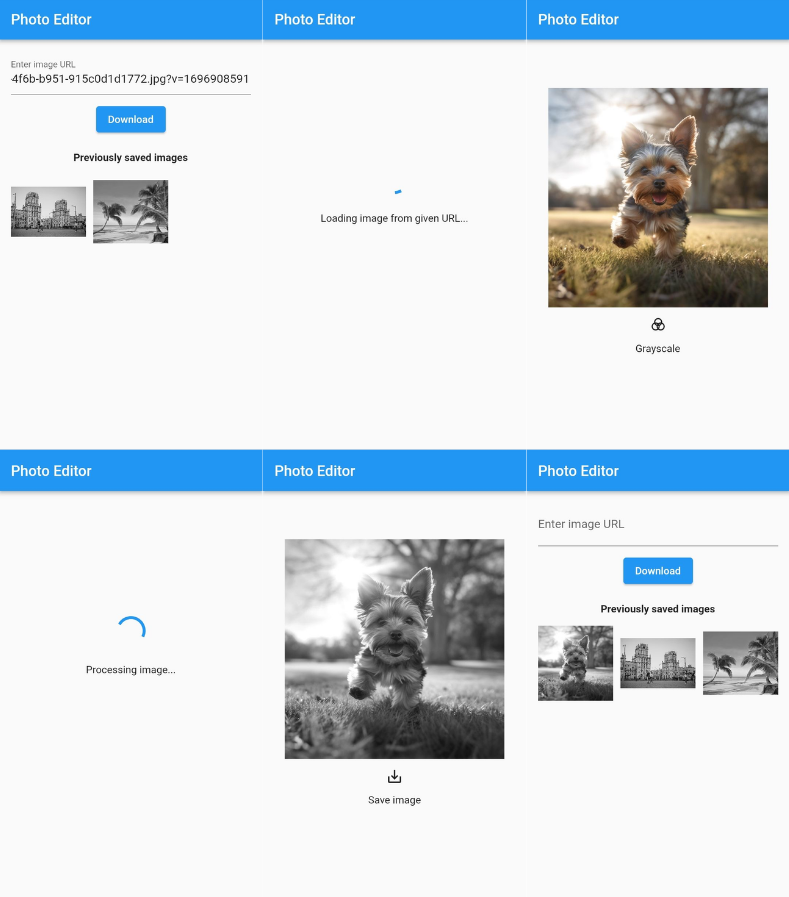 Photo Editor
Enter image URL
4f6b-b951-915c0d1d1772.jpg?v=1696908591
Download
Previously saved images
Photo Editor
Loading image from given URL...
Photo Editor
Grayscale
Photo Editor
Processing image...
Photo Editor
Save image
Photo Editor
Enter image URL
Download
Previously saved images